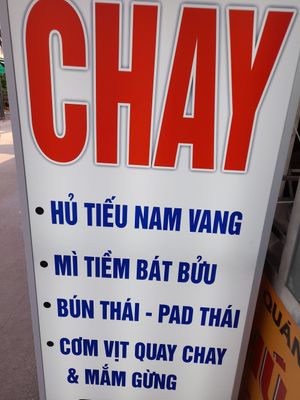 CHAY
• HỦ TIẾU NAM VANG
• MÌ TIỀM BÁT BỬU
• BÚN THÁI - PAD THÁI
• CƠM VỊT QUAY CHAY
& MẮM GỪNG
QUÁN